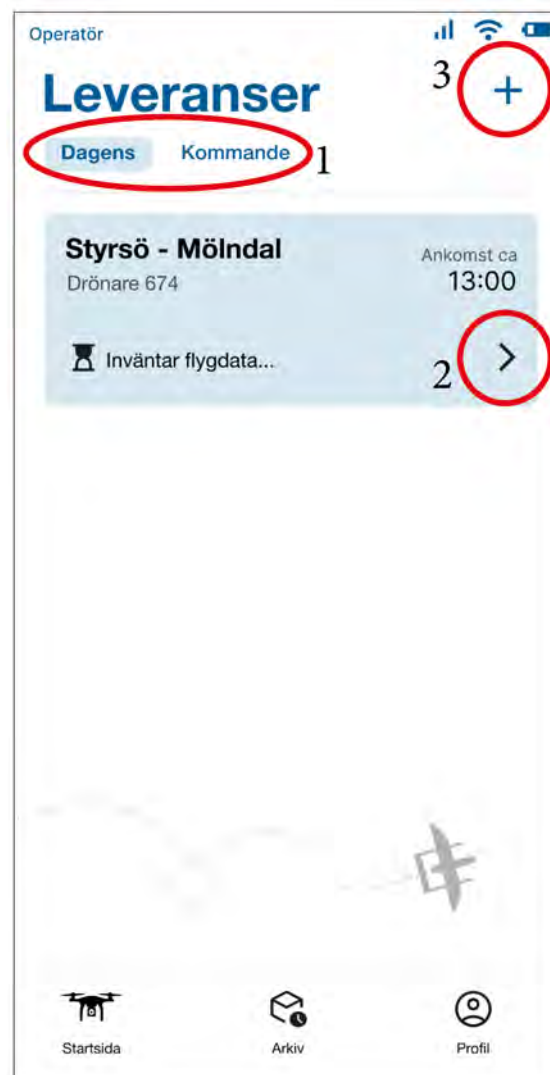 Operatör
Leveranser
3
Dagens Kommande
1
Styrsö - Mölndal
Drönare 674
Ankomst ca
13:00
Inväntar flygdata...
2
Startsida Arkiv Profil